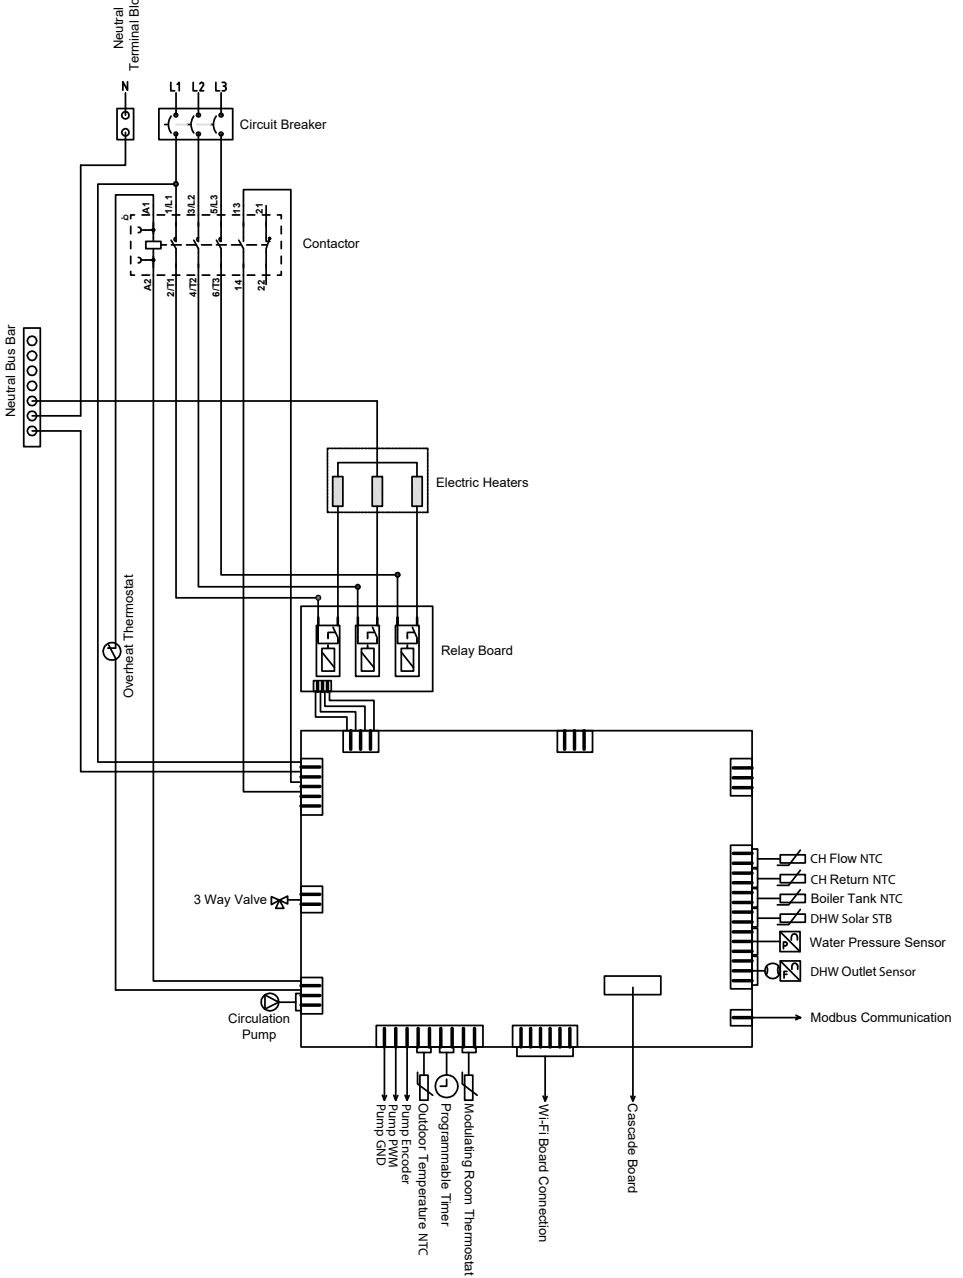 Neutral
Terminal
N
L1 L2 L3
Circuit Breaker
A1
1/L1
3/L2
5/L3
13
21
Contactor
A2
2/T1
4/T2
6/T3
14
22
Neutral Bus Bar
Electric Heaters
Overheat Thermostat
Relay Board
3 Way Valve
CH Flow NTC
CH Return NTC
Boiler Tank NTC
DHW Solar STB
P
Water Pressure Sensor
F
DHW Outlet Sensor
Circulation
Pump
Modbus Communication
Pump GND
Pump PWM
Pump Encoder
Outdoor Temperature NTC
Programmable Timer
Modulating Room Thermostat
Wi-Fi Board Connection
Cascade Board